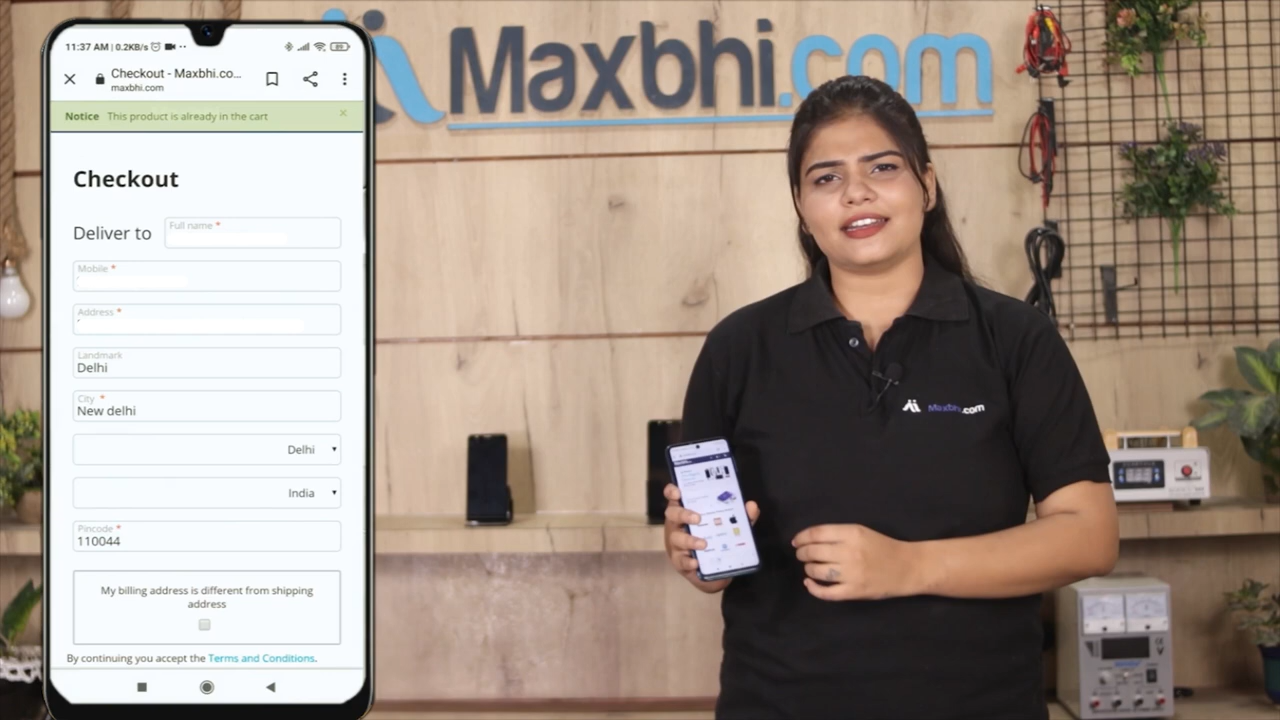 11:37 AM | 0.2KB/s
Checkout - Maxbhi.co...
maxbhi.com
Notice This product is already in the cart
Checkout
Deliver to
Full name *
Mobile *
Address *
Landmark
Delhi
City *
New delhi
Delhi
India
Pincode *
110044
My billing address is different from shipping
address
By continuing you accept the Terms and Conditions.
Maxbhi.com
Maxbhi.com